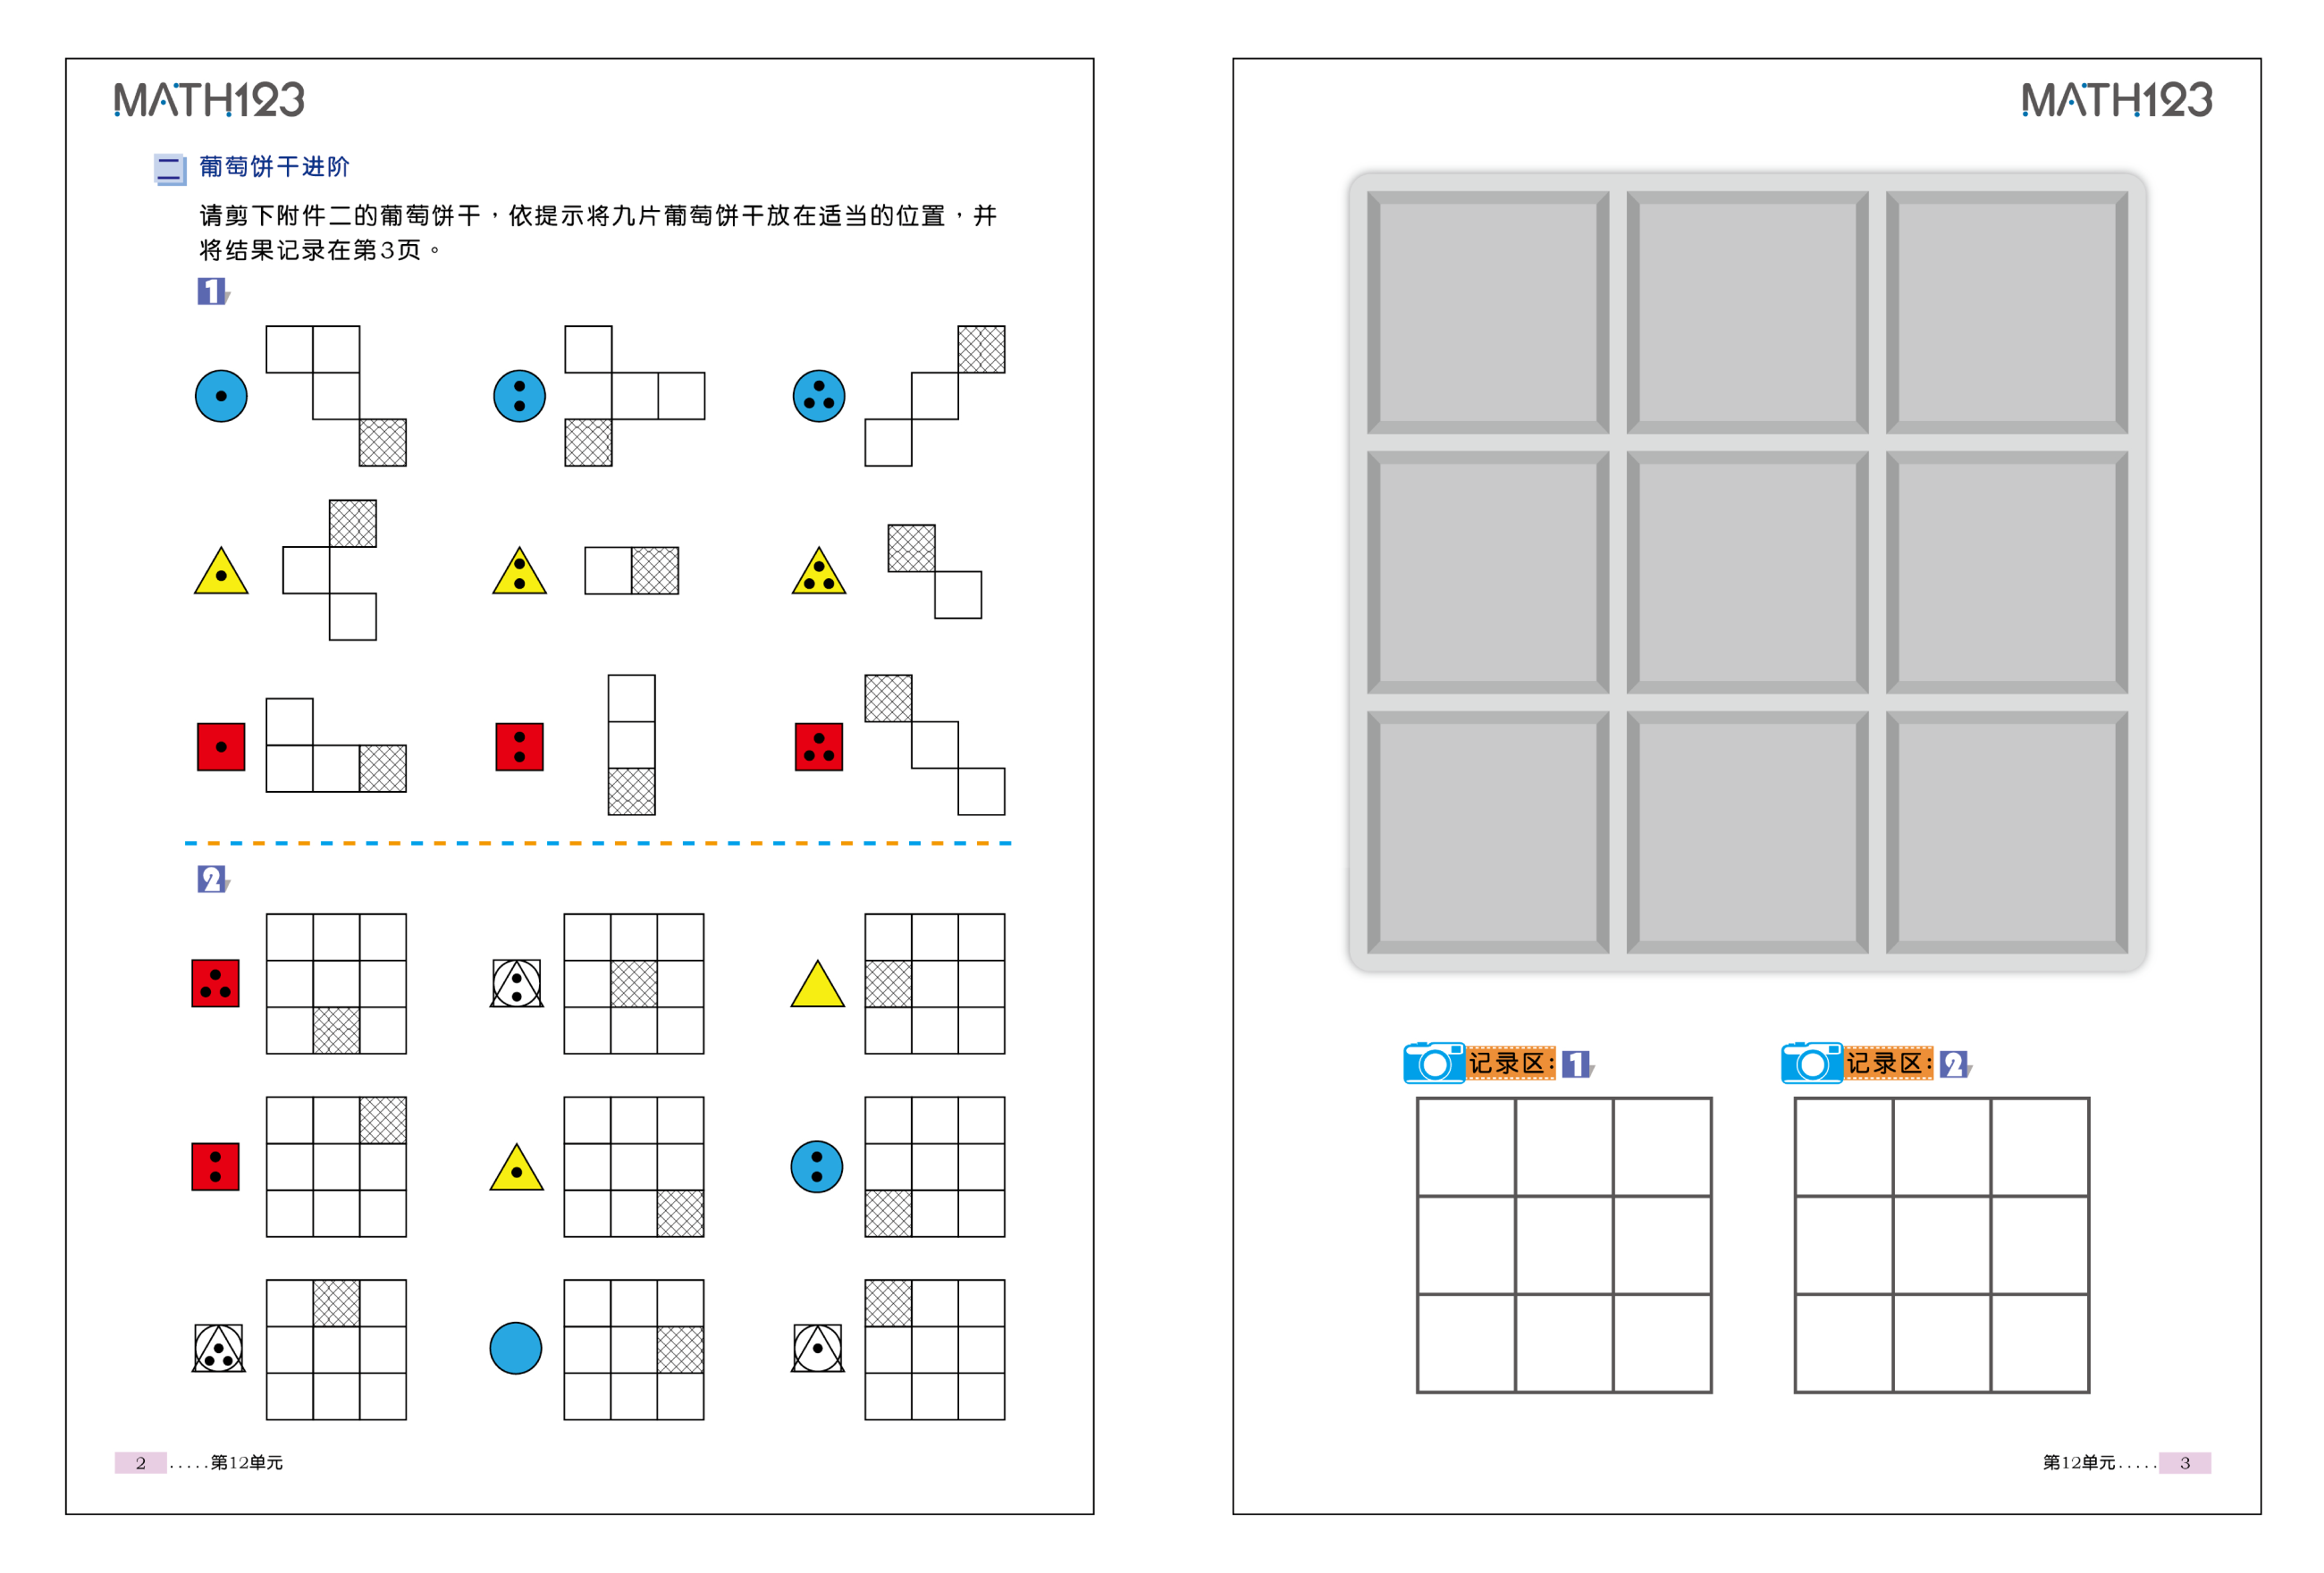 MATH123
二 葡萄饼干进阶
请剪下附件二的葡萄饼干，依提示将九片葡萄饼干放在适当的位置，并
将结果记录在第3页。
1
2
2 .....第12单元
MATH123
记录区：1
记录区：2
第12单元..... 3